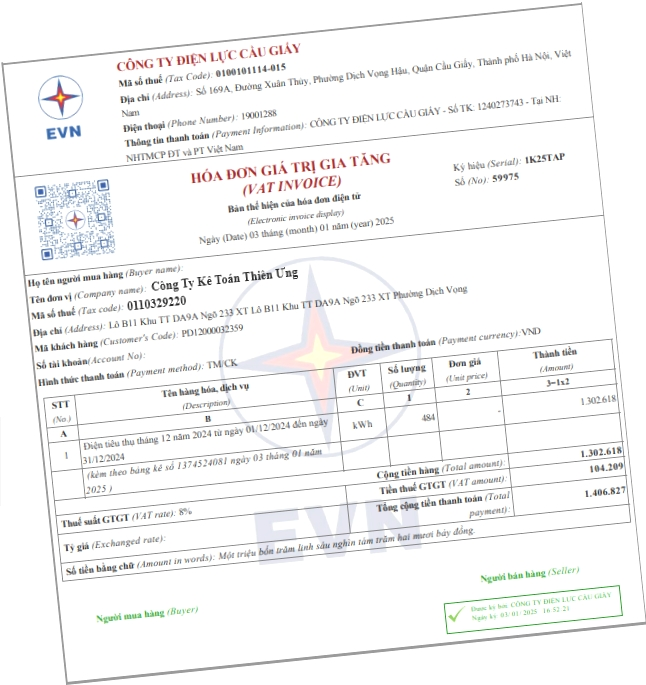 CÔNG TY ĐIỆN LỰC CẦU GIẤY
Mã số thuế (Tax Code): 0100101114-015
Địa chỉ (Address): Số 169A, Đường Xuân Thủy, Phường Dịch Vọng Hậu, Quận Cầu Giấy, Thành phố Hà Nội, Việt
Nam
Điện thoại (Phone Number): 19001288
Thông tin thanh toán (Payment Information): CÔNG TY ĐIỆN LỰC CẦU GIẤY - Số TK: 1240273743 - Tại NH:
NHTMCP ĐT và PT Việt Nam
EVN
HÓA ĐƠN GIÁ TRỊ GIA TĂNG
(VAT INVOICE)
Bản thể hiện của hóa đơn điện tử
(Electronic invoice display)
Ngày (Date) 03 tháng (month) 01 năm (year) 2025
Ký hiệu (Serial): 1K25TAP
Số (No): 59975
Họ tên người mua hàng (Buyer name):
Tên đơn vị (Company name): Công Ty Kế Toán Thiên Ưng
Mã số thuế (Tax code): 0110329220
Địa chỉ (Address): Lô B11 Khu TT DA9A Ngõ 233 XT Lô B11 Khu TT DA9A Ngõ 233 XT Phường Dịch Vọng
Mã khách hàng (Customer's Code): PD12000032359
Số tài khoản(Account No):
Hình thức thanh toán (Payment method): TM/CK
Đồng tiền thanh toán (Payment currency):VND
STT
(No.)
Tên hàng hóa, dịch vụ
(Description)
ĐVT
(Unit)
Số lượng
(Quantity)
Đơn giá
(Unit price)
Thành tiền
(Amount)
A
B
C
1
2
3=1x2
1
Điện tiêu thụ tháng 12 năm 2024 từ ngày 01/12/2024 đến ngày
31/12/2024
kWh
484
-
1.302.618
(kèm theo bảng kê số 1374524081 ngày 03 tháng 01 năm
2025 )
Cộng tiền hàng (Total amount):
1.302.618
Thuế suất GTGT (VAT rate): 8%
Tiền thuế GTGT (VAT amount):
104.209
Tỷ giá (Exchanged rate):
Tổng cộng tiền thanh toán (Total
payment):
1.406.827
Số tiền bằng chữ (Amount in words): Một triệu bốn trăm linh sáu nghìn tám trăm hai mươi bảy đồng.
EVN
Người mua hàng (Buyer)
Người bán hàng (Seller)
Được ký bởi: CÔNG TY ĐIỆN LỰC CẦU GIẤY
Ngày ký: 03/01/2025 16:52:21